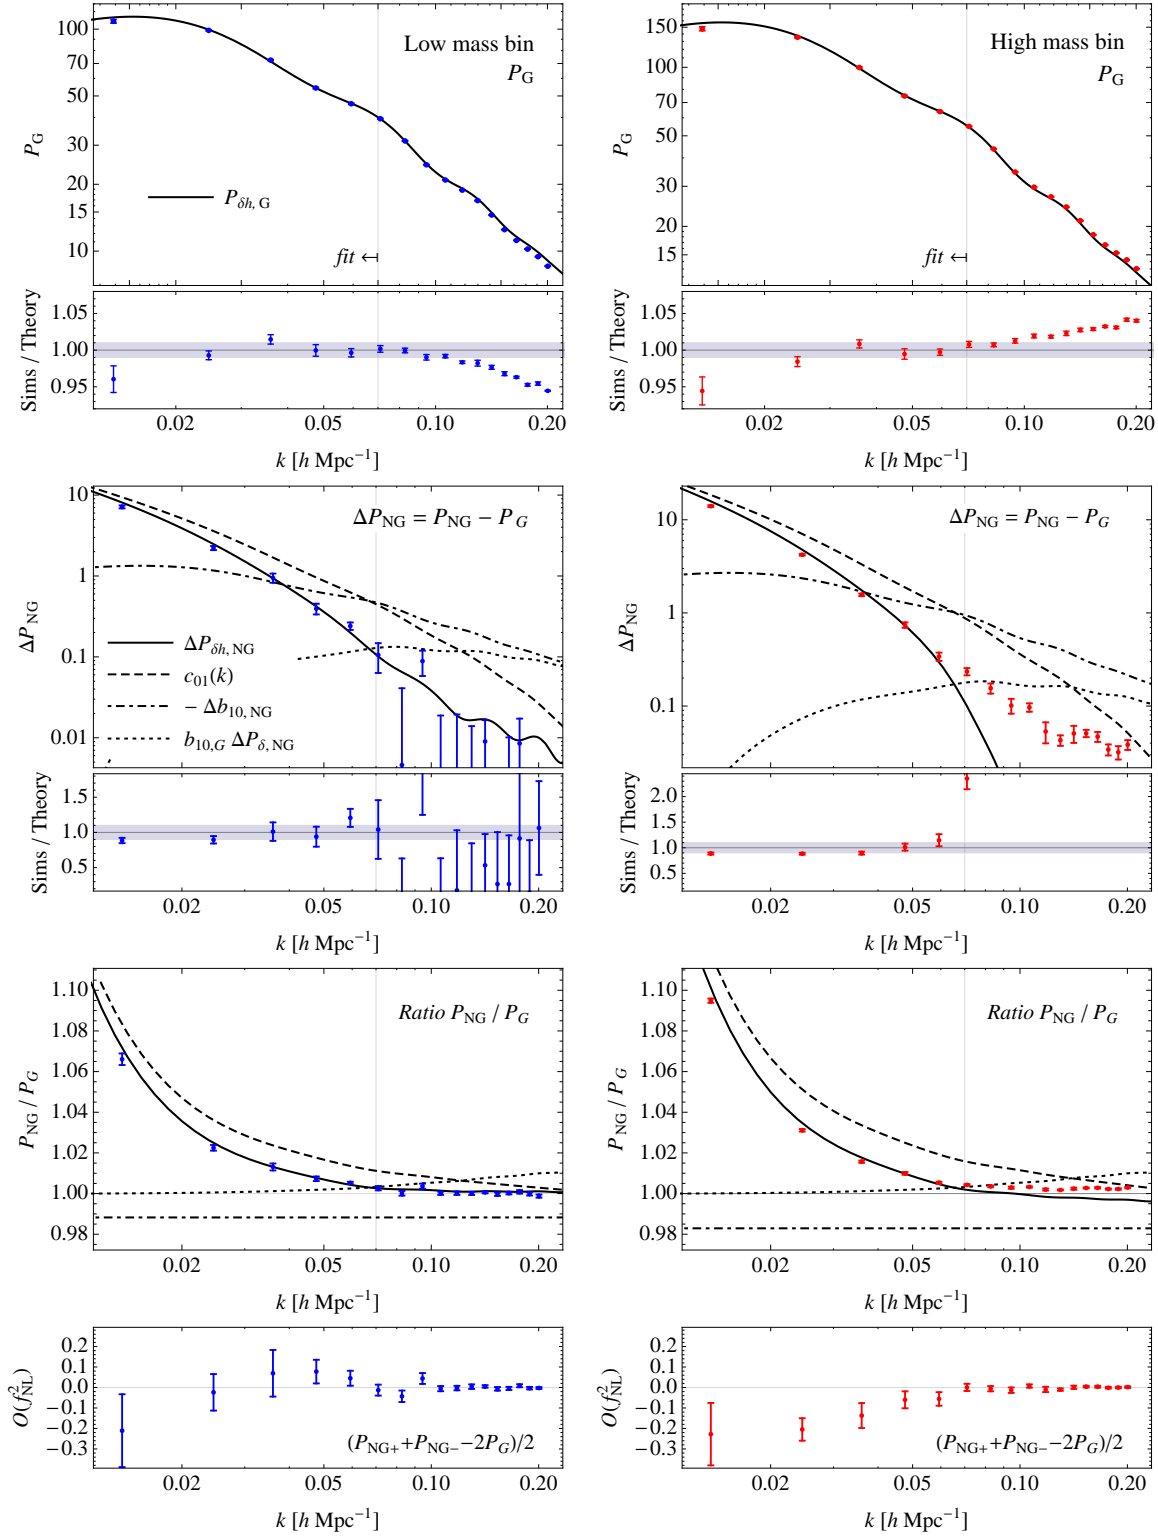 Low mass bin
P_G
100
70
50
30
20
15
10
P_G
P_δh, G
fit ↤
1.05
1.00
0.95
Sims / Theory
0.02 0.05 0.10 0.20
k [h Mpc⁻¹]
High mass bin
P_G
150
100
70
50
30
20
15
P_G
fit ↤
1.05
1.00
0.95
Sims / Theory
0.02 0.05 0.10 0.20
k [h Mpc⁻¹]
ΔP_NG = P_NG − P_G
10
1
0.1
0.01
ΔP_NG
ΔP_δh, NG
c₀₁(k)
− Δb₁₀, NG
b₁₀,G ΔP_δ, NG
1.5
1.0
0.5
Sims / Theory
0.02 0.05 0.10 0.20
k [h Mpc⁻¹]
ΔP_NG = P_NG − P_G
10
1
0.1
ΔP_NG
2.0
1.5
1.0
0.5
Sims / Theory
0.02 0.05 0.10 0.20
k [h Mpc⁻¹]
Ratio P_NG / P_G
1.10
1.08
1.06
1.04
1.02
1.00
0.98
P_NG / P_G
0.02 0.05 0.10 0.20
k [h Mpc⁻¹]
Ratio P_NG / P_G
1.10
1.08
1.06
1.04
1.02
1.00
0.98
P_NG / P_G
0.02 0.05 0.10 0.20
k [h Mpc⁻¹]
0.2
0.1
0.0
−0.1
−0.2
−0.3
O(f²_NL)
(P_NG+ + P_NG− −2P_G)/2
0.02 0.05 0.10 0.20
k [h Mpc⁻¹]
0.2
0.1
0.0
−0.1
−0.2
−0.3
O(f²_NL)
(P_NG+ + P_NG− −2P_G)/2
0.02 0.05 0.10 0.20
k [h Mpc⁻¹]